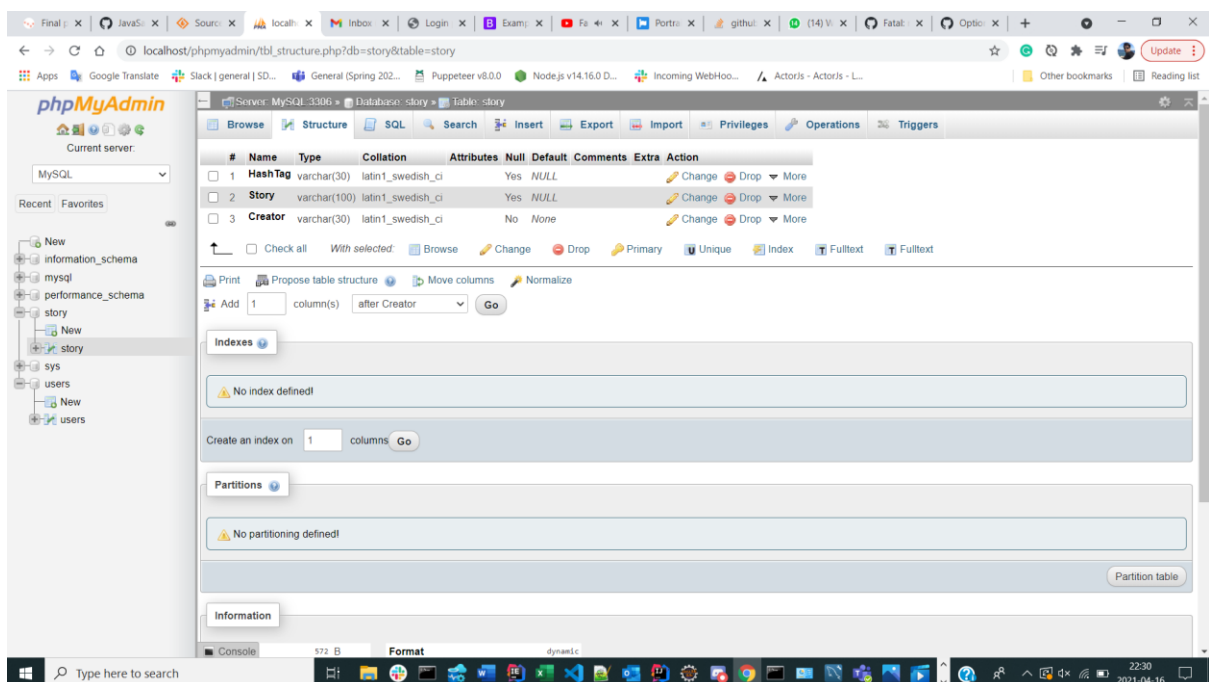 Final p
JavaSc
Sourc
localh
Inbox
Login
B Examp
Fa
Portra
github
(14) W
Fatal:
Option
localhost/phpmyadmin/tbl_structure.php?db=story&table=story
Update
Apps Google Translate Slack | general | SD... General (Spring 202... Puppeteer v8.0.0 Node.js v14.16.0 D... Incoming WebHoo... ActorJs - ActorJs - L... Other bookmarks Reading list
phpMyAdmin
Current server:
MySQL
Recent Favorites
New
information_schema
mysql
performance_schema
story
New
story
sys
users
New
users
Server: MySQL:3306 » Database: story » Table: story
Browse Structure SQL Search Insert Export Import Privileges Operations Triggers
# Name Type Collation Attributes Null Default Comments Extra Action
1 HashTag varchar(30) latin1_swedish_ci Yes NULL Change Drop More
2 Story varchar(100) latin1_swedish_ci Yes NULL Change Drop More
3 Creator varchar(30) latin1_swedish_ci No None Change Drop More
Check all With selected: Browse Change Drop Primary Unique Index Fulltext Fulltext
Print Propose table structure Move columns Normalize
Add 1 column(s) after Creator Go
Indexes
No index defined!
Create an index on 1 columns Go
Partitions
No partitioning defined!
Partition table
Information
Console 572 B Format dynamic
Type here to search
22:30
2021-04-16